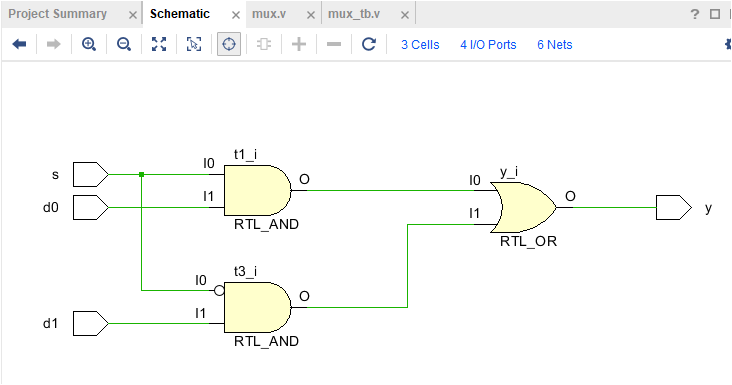 Project Summary × Schematic × mux.v × mux_tb.v × ?
3 Cells 4 I/O Ports 6 Nets
t1_i
s I0
O
d0 I1
RTL_AND
y_i
I0
O
y
I1
RTL_OR
t3_i
I0
O
d1 I1
RTL_AND